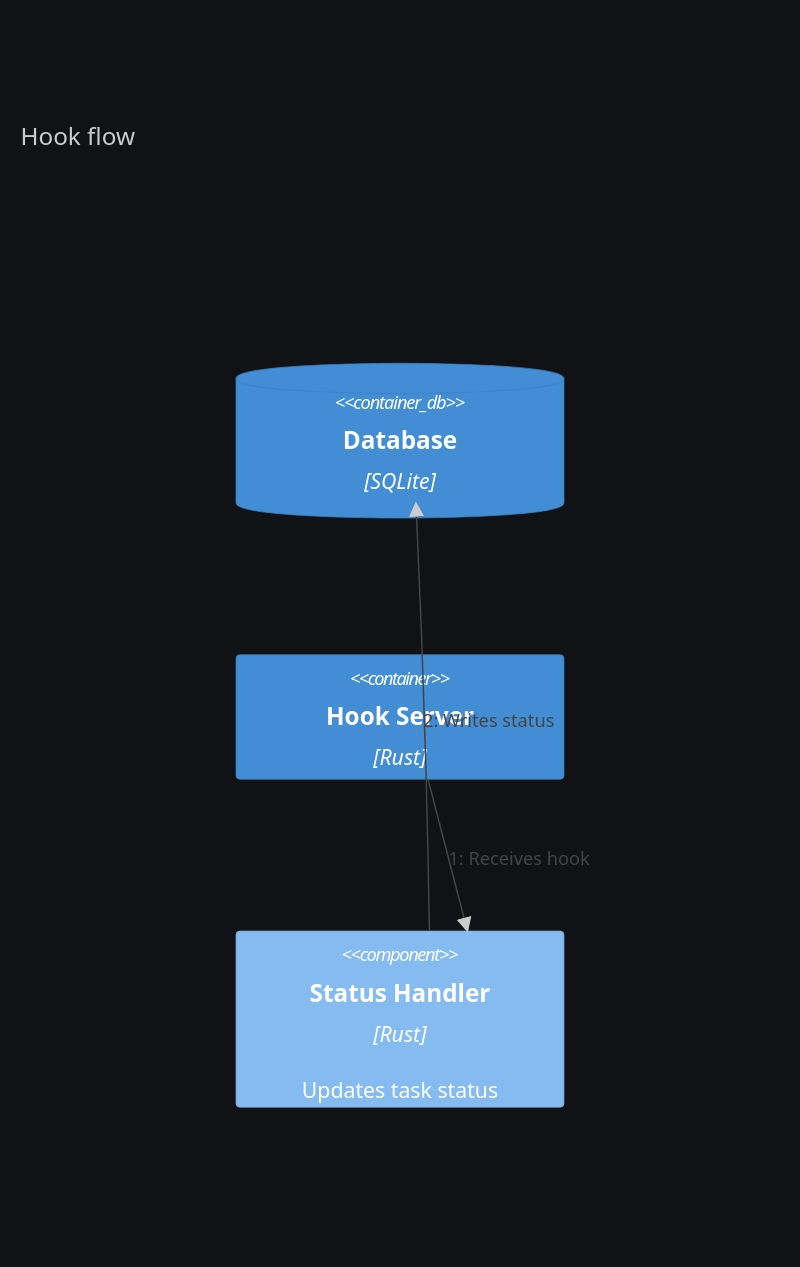 Hook flow
<<container_db>>
Database
[SQLite]
<<container>>
Hook Server
2: Writes status
[Rust]
1: Receives hook
<<component>>
Status Handler
[Rust]
Updates task status